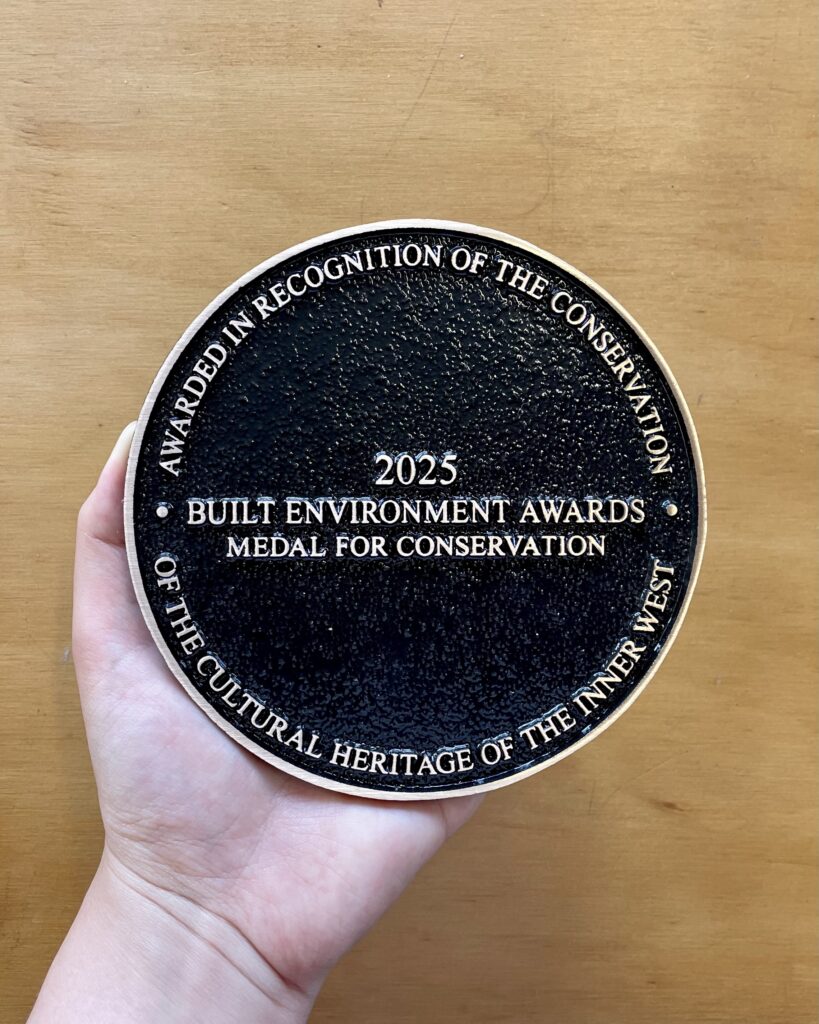 AWARDED IN RECOGNITION OF THE CONSERVATION
2025
BUILT ENVIRONMENT AWARDS
MEDAL FOR CONSERVATION
OF THE CULTURAL HERITAGE OF THE INNER WEST